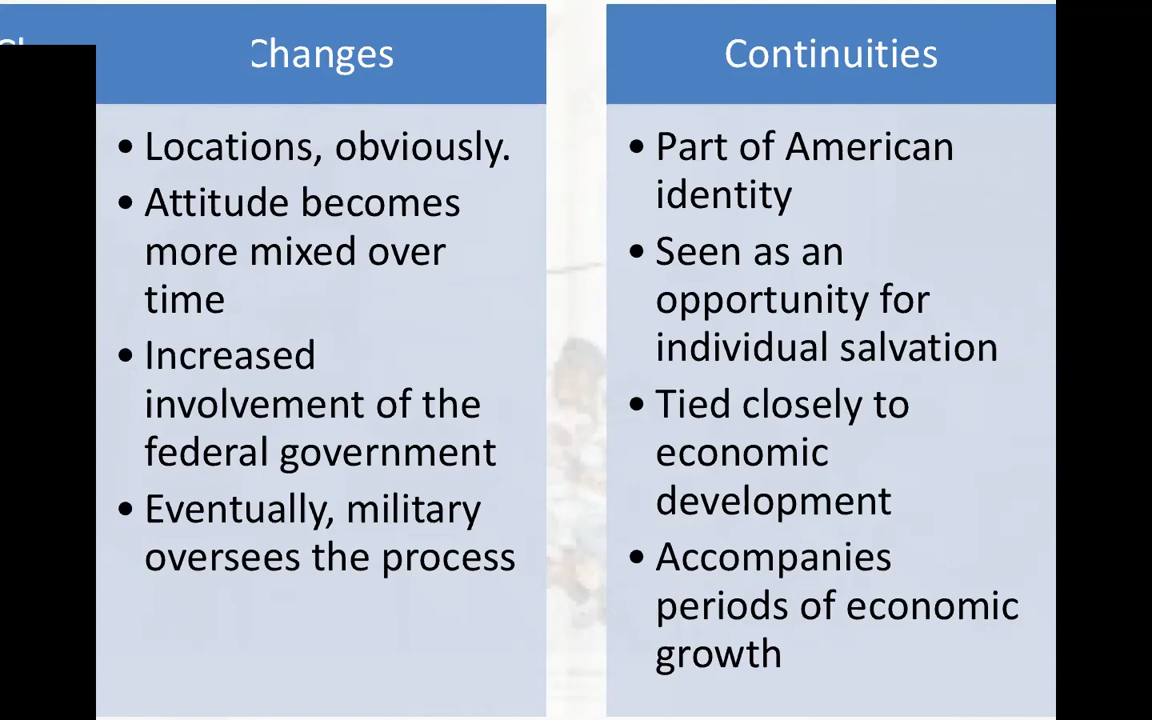 Changes
• Locations, obviously.
• Attitude becomes
more mixed over
time
• Increased
involvement of the
federal government
• Eventually, military
oversees the process
Continuities
• Part of American
identity
• Seen as an
opportunity for
individual salvation
• Tied closely to
economic
development
• Accompanies
periods of economic
growth